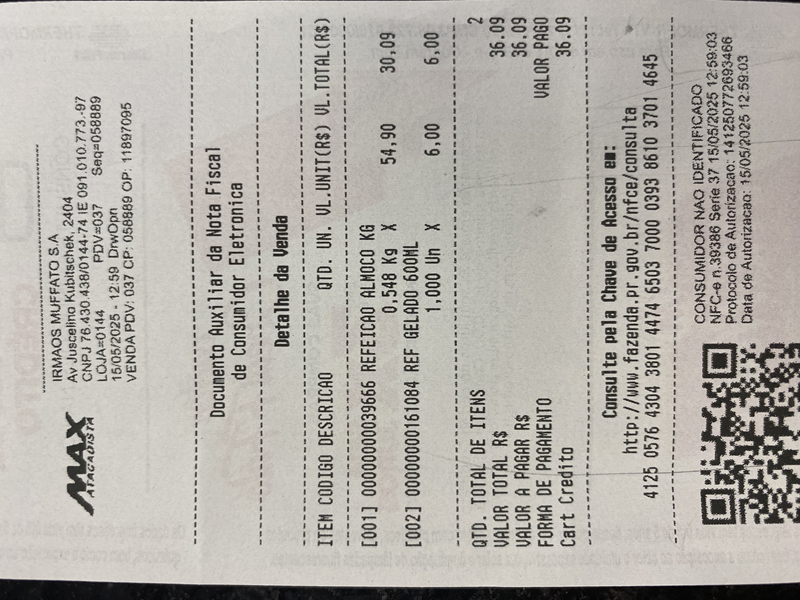 MAX
ATACADISTA
IRMAOS MUFFATO S.A
Av Juscelino Kubitschek, 2404
CNPJ 76.430.438/0144-74 IE 091.010.773,-97
LOJA=0144 PDV=037 Seq=058889
15/05/2025 - 12:59 DrwOpn
VENDA PDV: 037 CP: 058889 OP: 11897095
Documento Auxiliar da Nota Fiscal
de Consumidor Eletronica
Detalhe da Venda
ITEM CODIGO DESCRICAO QTD. UN. VL.UNIT(R$) VL.TOTAL(R$)
[001] 00000000039666 REFEICAO ALMOCO KG
0,548 Kg X 54,90 30,09
[002] 00000000161084 REF GELADO 600ML
1,000 Un X 6,00 6,00
QTD. TOTAL DE ITENS 2
VALOR TOTAL R$ 36.09
VALOR A PAGAR R$ 36.09
FORMA DE PAGAMENTO VALOR PAGO
Cart Credito 36.09
Consulte pela Chave de Acesso em:
http://www.fazenda.pr.gov.br/nfce/consulta
4125 0576 4304 3801 4474 6503 7000 0393 8610 3701 4645
CONSUMIDOR NAO IDENTIFICADO
NFC-e n.39386 Serie 37 15/05/2025 12:59:03
Protocolo de Autorizacao: 141250772693466
Data de Autorizacao: 15/05/2025 12:59:03